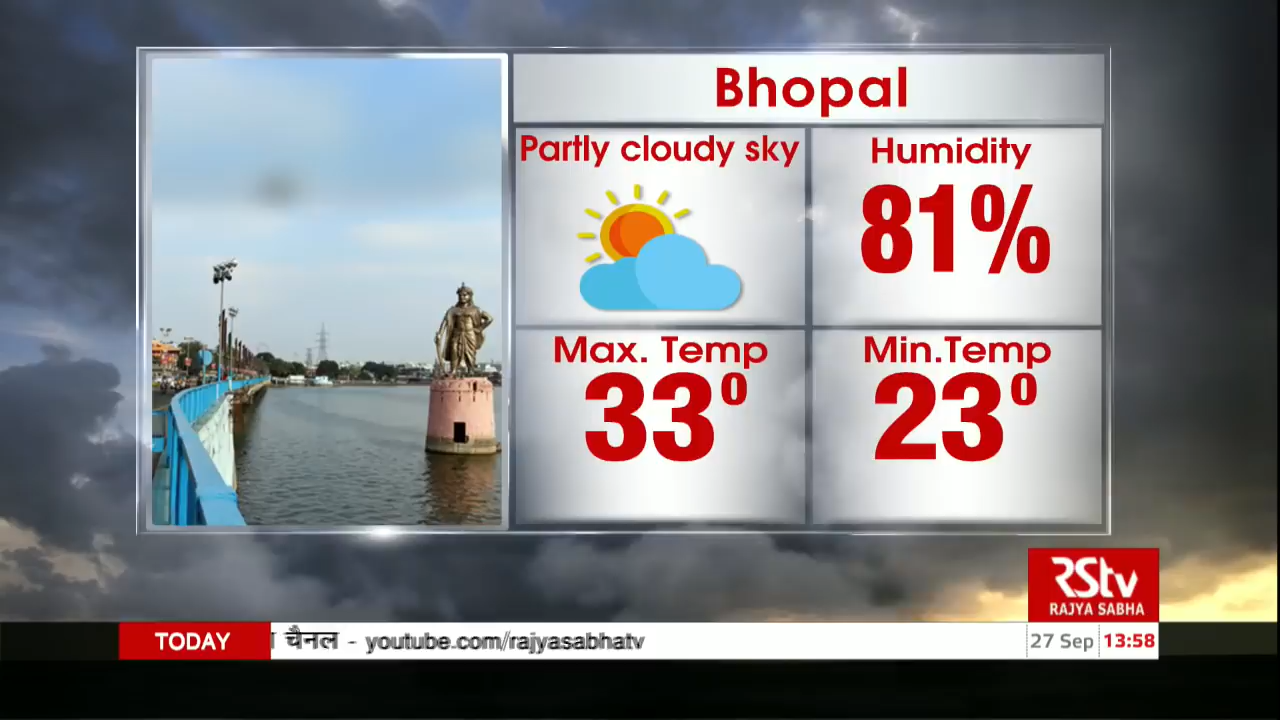 Bhopal
Partly cloudy sky
Humidity
81%
Max. Temp
33⁰
Min.Temp
23⁰
RStv
RAJYA SABHA
TODAY
चैनल - youtube.com/rajyasabhatv
27 Sep
13:58